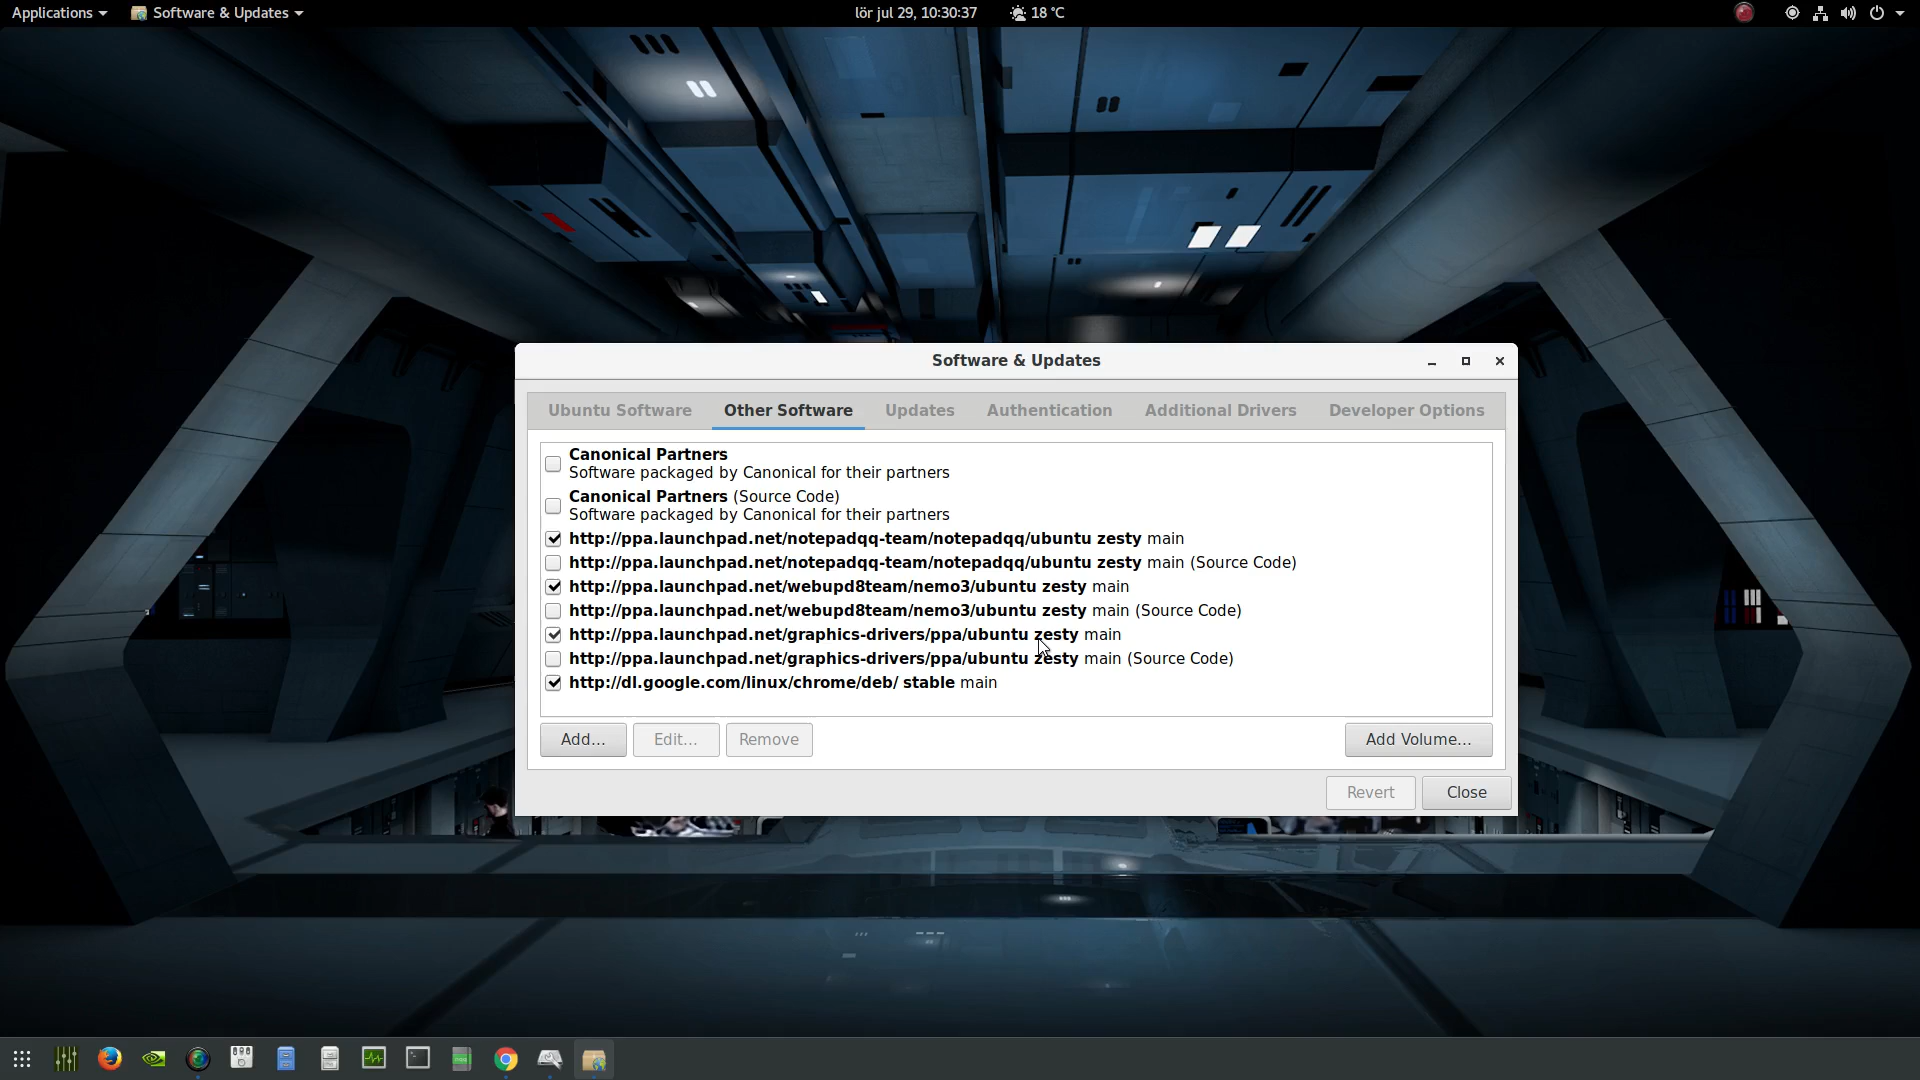 Applications
Software & Updates
lör jul 29, 10:30:37
18 °C
Software & Updates
Ubuntu Software
Other Software
Updates
Authentication
Additional Drivers
Developer Options
Canonical Partners
Software packaged by Canonical for their partners
Canonical Partners (Source Code)
Software packaged by Canonical for their partners
http://ppa.launchpad.net/notepadqq-team/notepadqq/ubuntu zesty main
http://ppa.launchpad.net/notepadqq-team/notepadqq/ubuntu zesty main (Source Code)
http://ppa.launchpad.net/webupd8team/nemo3/ubuntu zesty main
http://ppa.launchpad.net/webupd8team/nemo3/ubuntu zesty main (Source Code)
http://ppa.launchpad.net/graphics-drivers/ppa/ubuntu zesty main
http://ppa.launchpad.net/graphics-drivers/ppa/ubuntu zesty main (Source Code)
http://dl.google.com/linux/chrome/deb/ stable main
Add...
Edit...
Remove
Add Volume...
Revert
Close